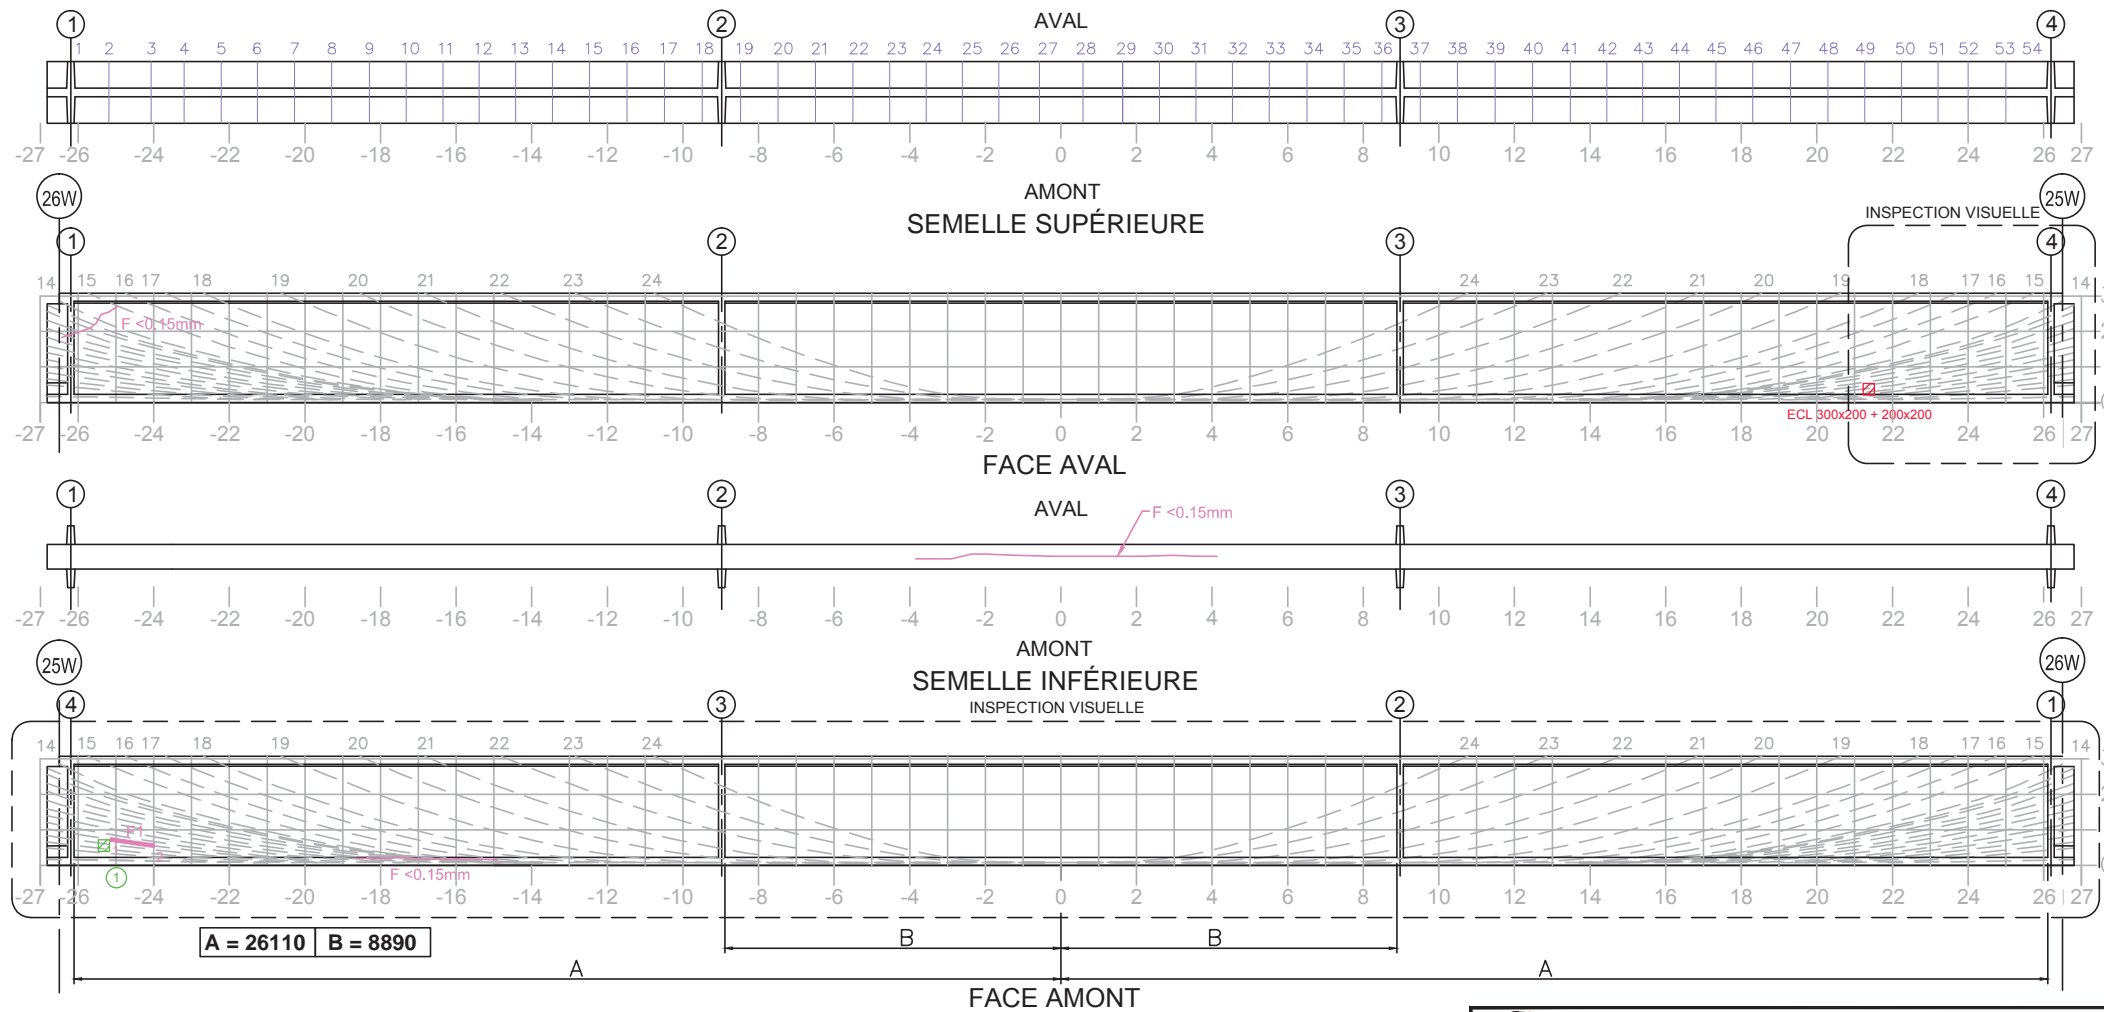 1 2 AVAL 3 4
1 2 3 4 5 6 7 8 9 10 11 12 13 14 15 16 17 18 19 20 21 22 23 24 25 26 27 28 29 30 31 32 33 34 35 36 37 38 39 40 41 42 43 44 45 46 47 48 49 50 51 52 53 54
-27 -26 -24 -22 -20 -18 -16 -14 -12 -10 -8 -6 -4 -2 0 2 4 6 8 10 12 14 16 18 20 22 24 26 27
AMONT
SEMELLE SUPÉRIEURE
26W 25W
INSPECTION VISUELLE
1 2 3 4
14 15 16 17 18 19 20 21 22 23 24 24 23 22 21 20 19 18 17 16 15 14
F <0.15mm
ECL 300x200 + 200x200
-27 -26 -24 -22 -20 -18 -16 -14 -12 -10 -8 -6 -4 -2 0 2 4 6 8 10 12 14 16 18 20 22 24 26 27
FACE AVAL
1 2 3 4
AVAL
F <0.15mm
-27 -26 -24 -22 -20 -18 -16 -14 -12 -10 -8 -6 -4 -2 0 2 4 6 8 10 12 14 16 18 20 22 24 26 27
AMONT
SEMELLE INFÉRIEURE
25W 26W
INSPECTION VISUELLE
4 3 2 1
14 15 16 17 18 19 20 21 22 23 24 24 23 22 21 20 19 18 17 16 15 14
F1
1 2
1
F <0.15mm
-27 -26 -24 -22 -20 -18 -16 -14 -12 -10 -8 -6 -4 -2 0 2 4 6 8 10 12 14 16 18 20 22 24 26 27
A = 26110 B = 8890
B B
A A
FACE AMONT